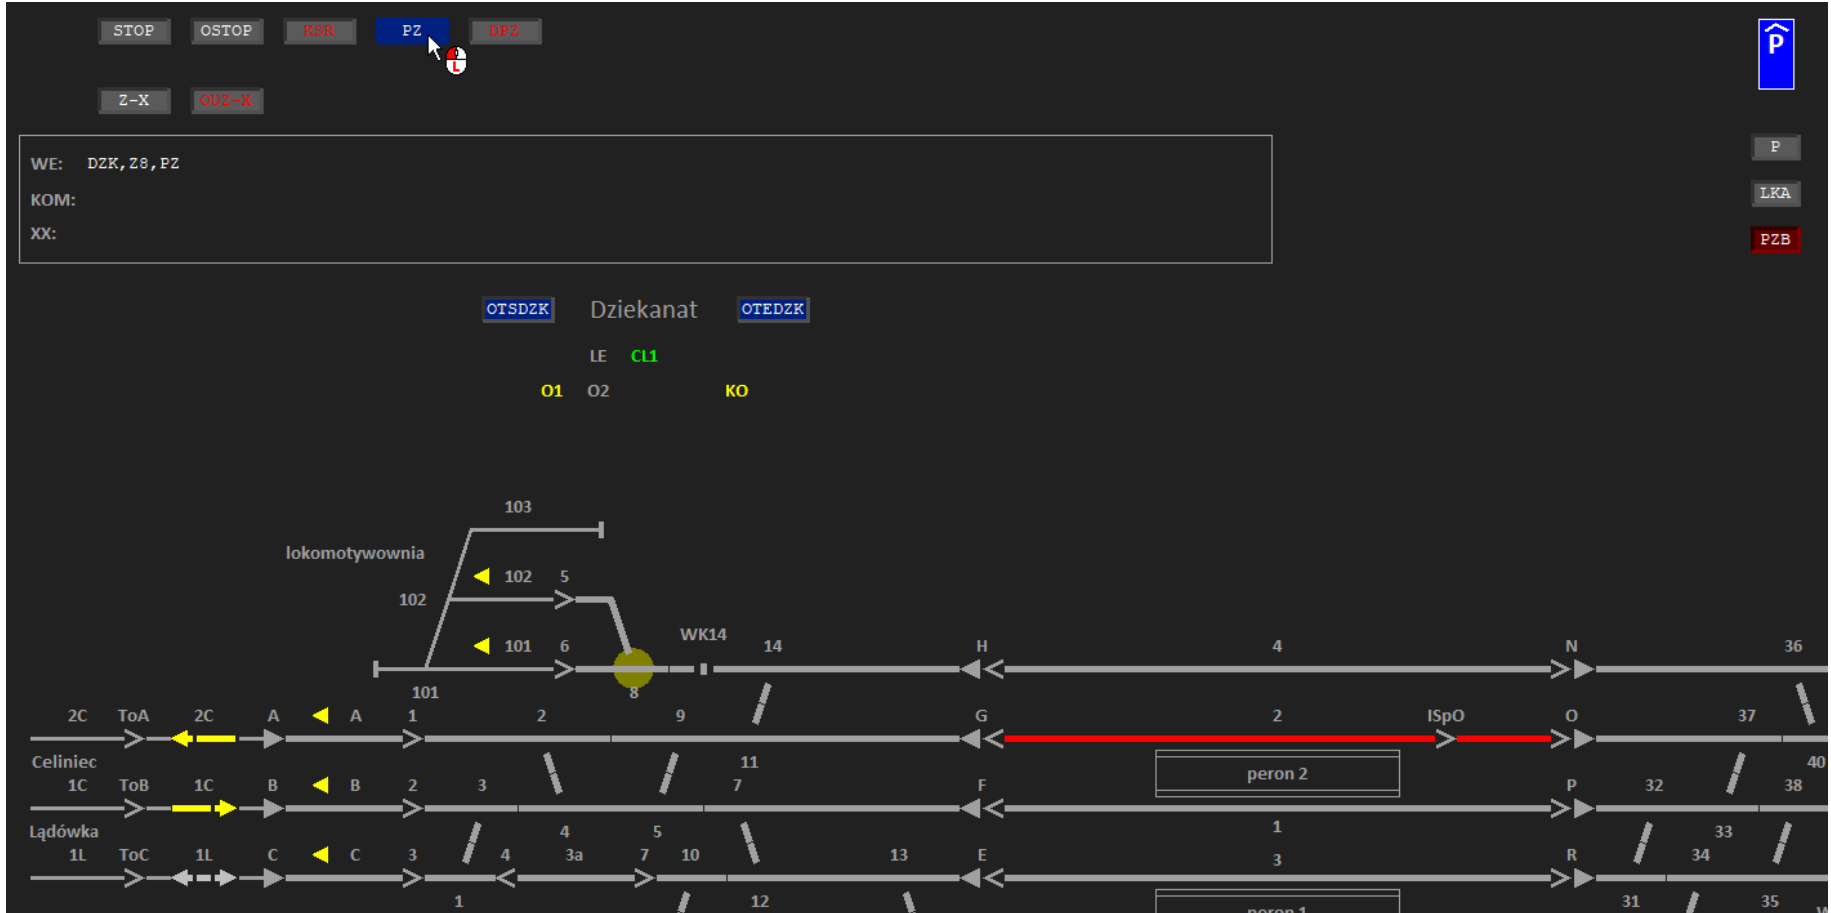 STOP OSTOP KSR PZ DPZ
L
P
Z-X OUZ-X
P
WE: DZK,Z8,PZ
KOM:
LKA
XX:
PZB
OTSDZK Dziekanat OTEDZK
LE CL1
O1 O2 KO
103
lokomotywownia
102 5
102
WK14
101 6 14 H 4 N 36
101 8
2C ToA 2C A A 1 2 9 G 2 ISpO O 37
Celiniec 11 peron 2 40
1C ToB 1C B B 2 3 7 F P 32 38
Lądówka 4 5 1 33
1L ToC 1L C C 3 4 3a 7 10 13 E 3 R 34
1 12 peron 1 31 35